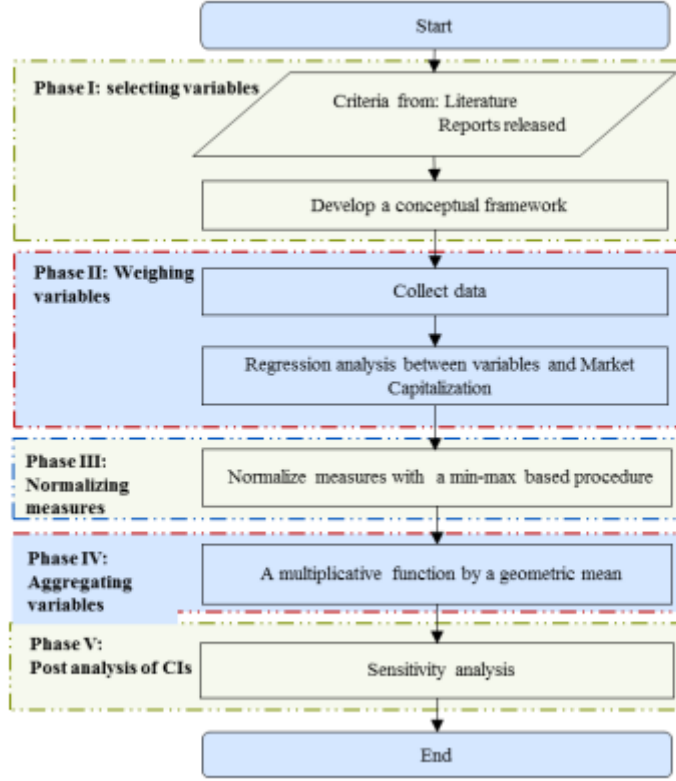 Start
Phase I: selecting variables
Criteria from: Literature
Reports released
Develop a conceptual framework
Phase II: Weighing
variables
Collect data
Regression analysis between variables and Market
Capitalization
Phase III:
Normalizing
measures
Normalize measures with a min-max based procedure
Phase IV:
Aggregating
variables
A multiplicative function by a geometric mean
Phase V:
Post analysis of CIs
Sensitivity analysis
End